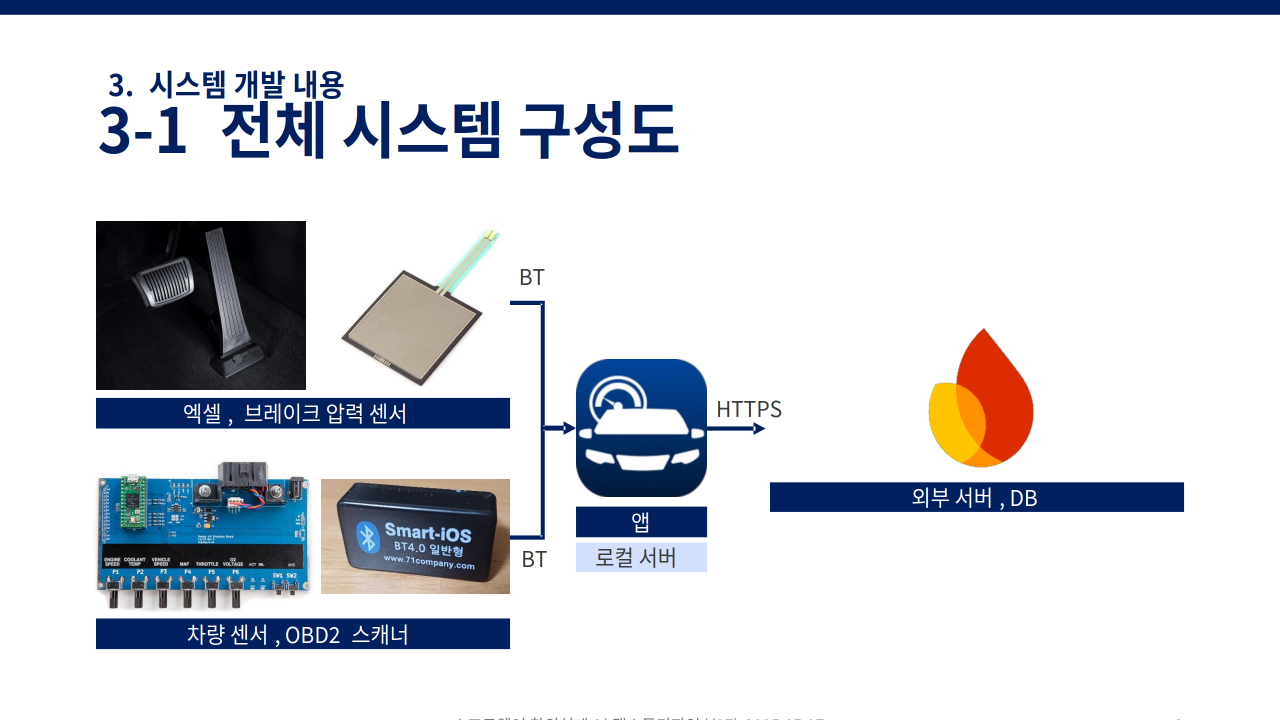 3. 시스템 개발 내용
3-1 전체 시스템 구성도
BT
엑셀 , 브레이크 압력 센서
HTTPS
외부 서버 , DB
앱
로컬 서버
Smart-iOS
BT4.0 일반형
www.71company.com
BT
ENGINE SPEED COOLANT TEMP VEHICLE SPEED MAF THROTTLE O2 VOLTAGE
P1 P2 P3 P4 P5 P6
SW1 SW2
차량 센서 , OBD2 스캐너